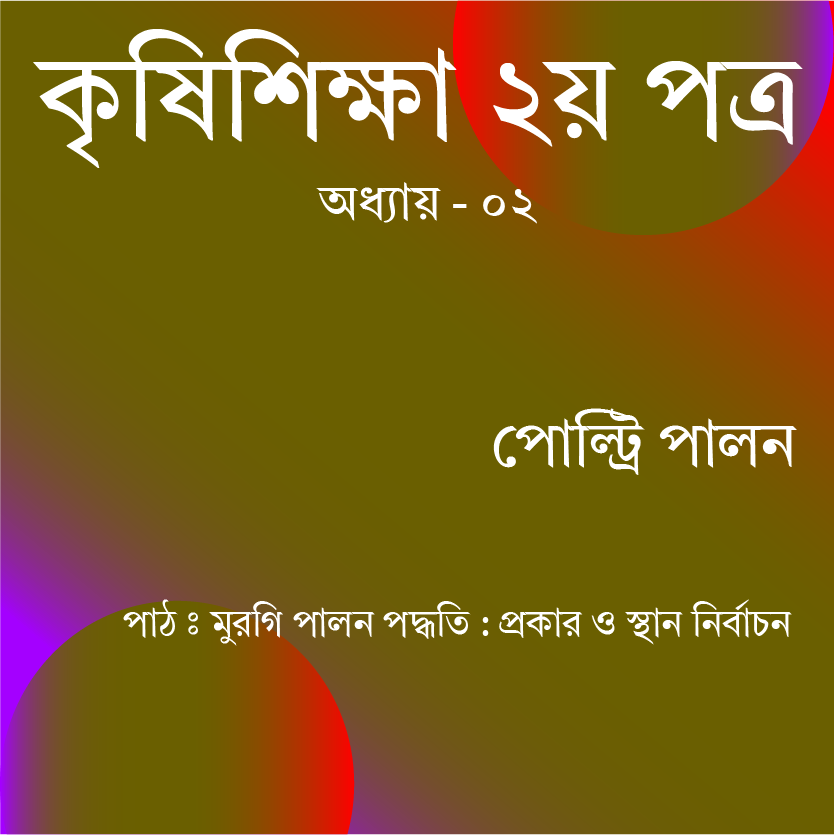 কৃষিশিক্ষা ২য় পত্র
অধ্যায় - ০২
পোল্ট্রি পালন
পাঠ ঃ মুরগি পালন পদ্ধতি : প্রকার ও স্থান নির্বাচন